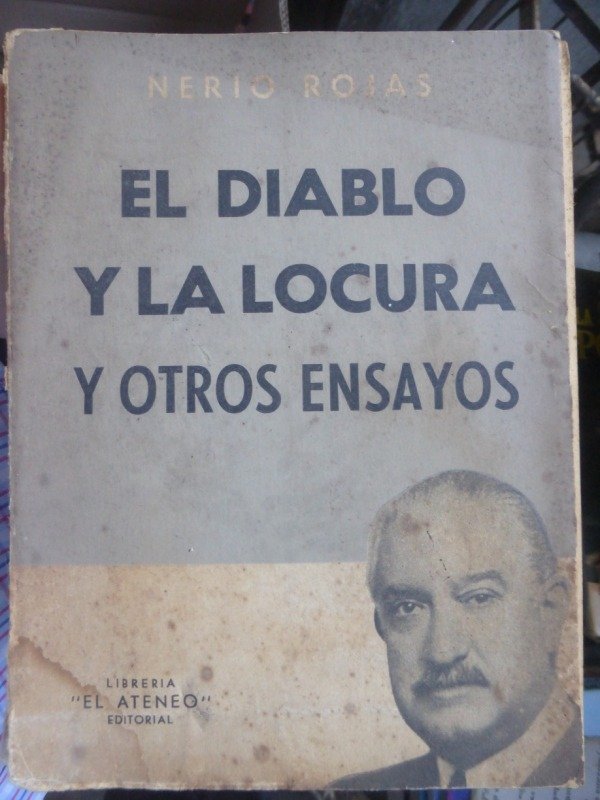 NERIO ROJAS
EL DIABLO
Y LA LOCURA
Y OTROS ENSAYOS
LIBRERIA
"EL ATENEO"
EDITORIAL